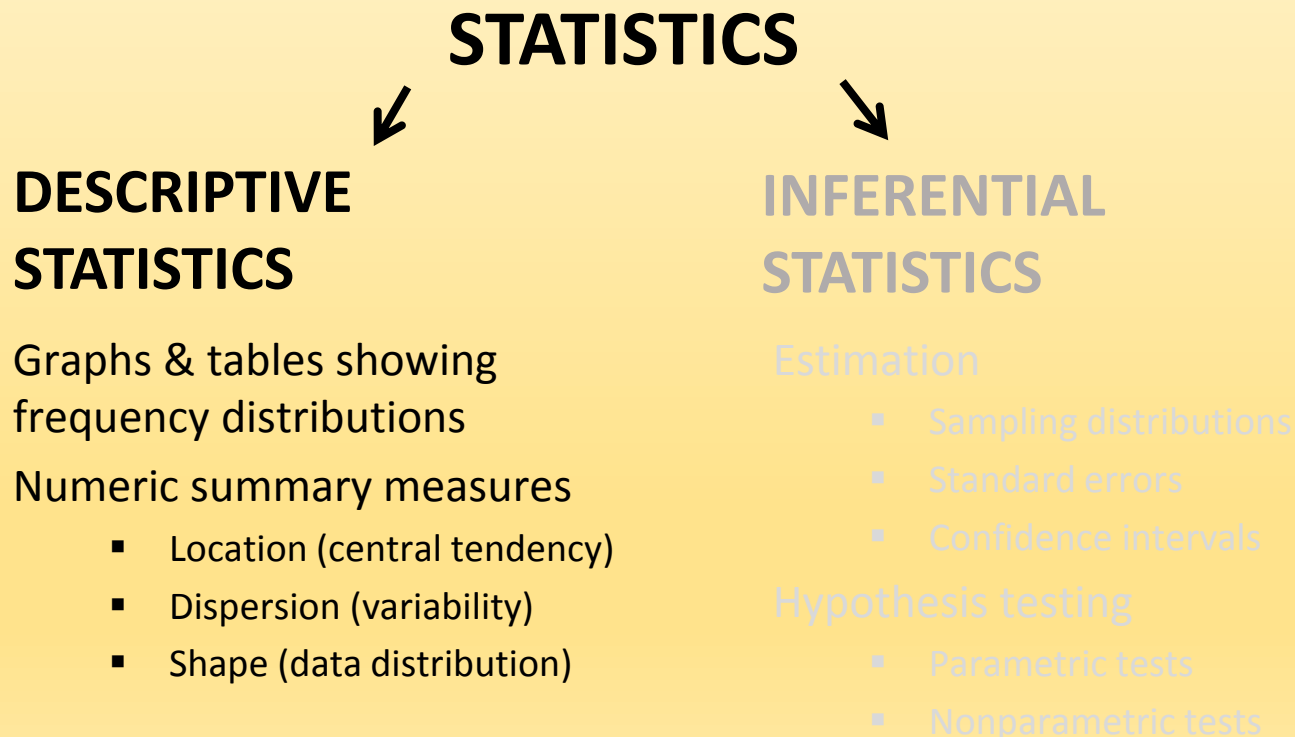 STATISTICS
DESCRIPTIVE
STATISTICS
Graphs & tables showing
frequency distributions
Numeric summary measures
▪ Location (central tendency)
▪ Dispersion (variability)
▪ Shape (data distribution)
INFERENTIAL
STATISTICS
Estimation
▪ Sampling distributions
▪ Standard errors
▪ Confidence intervals
Hypothesis testing
▪ Parametric tests
▪ Nonparametric tests